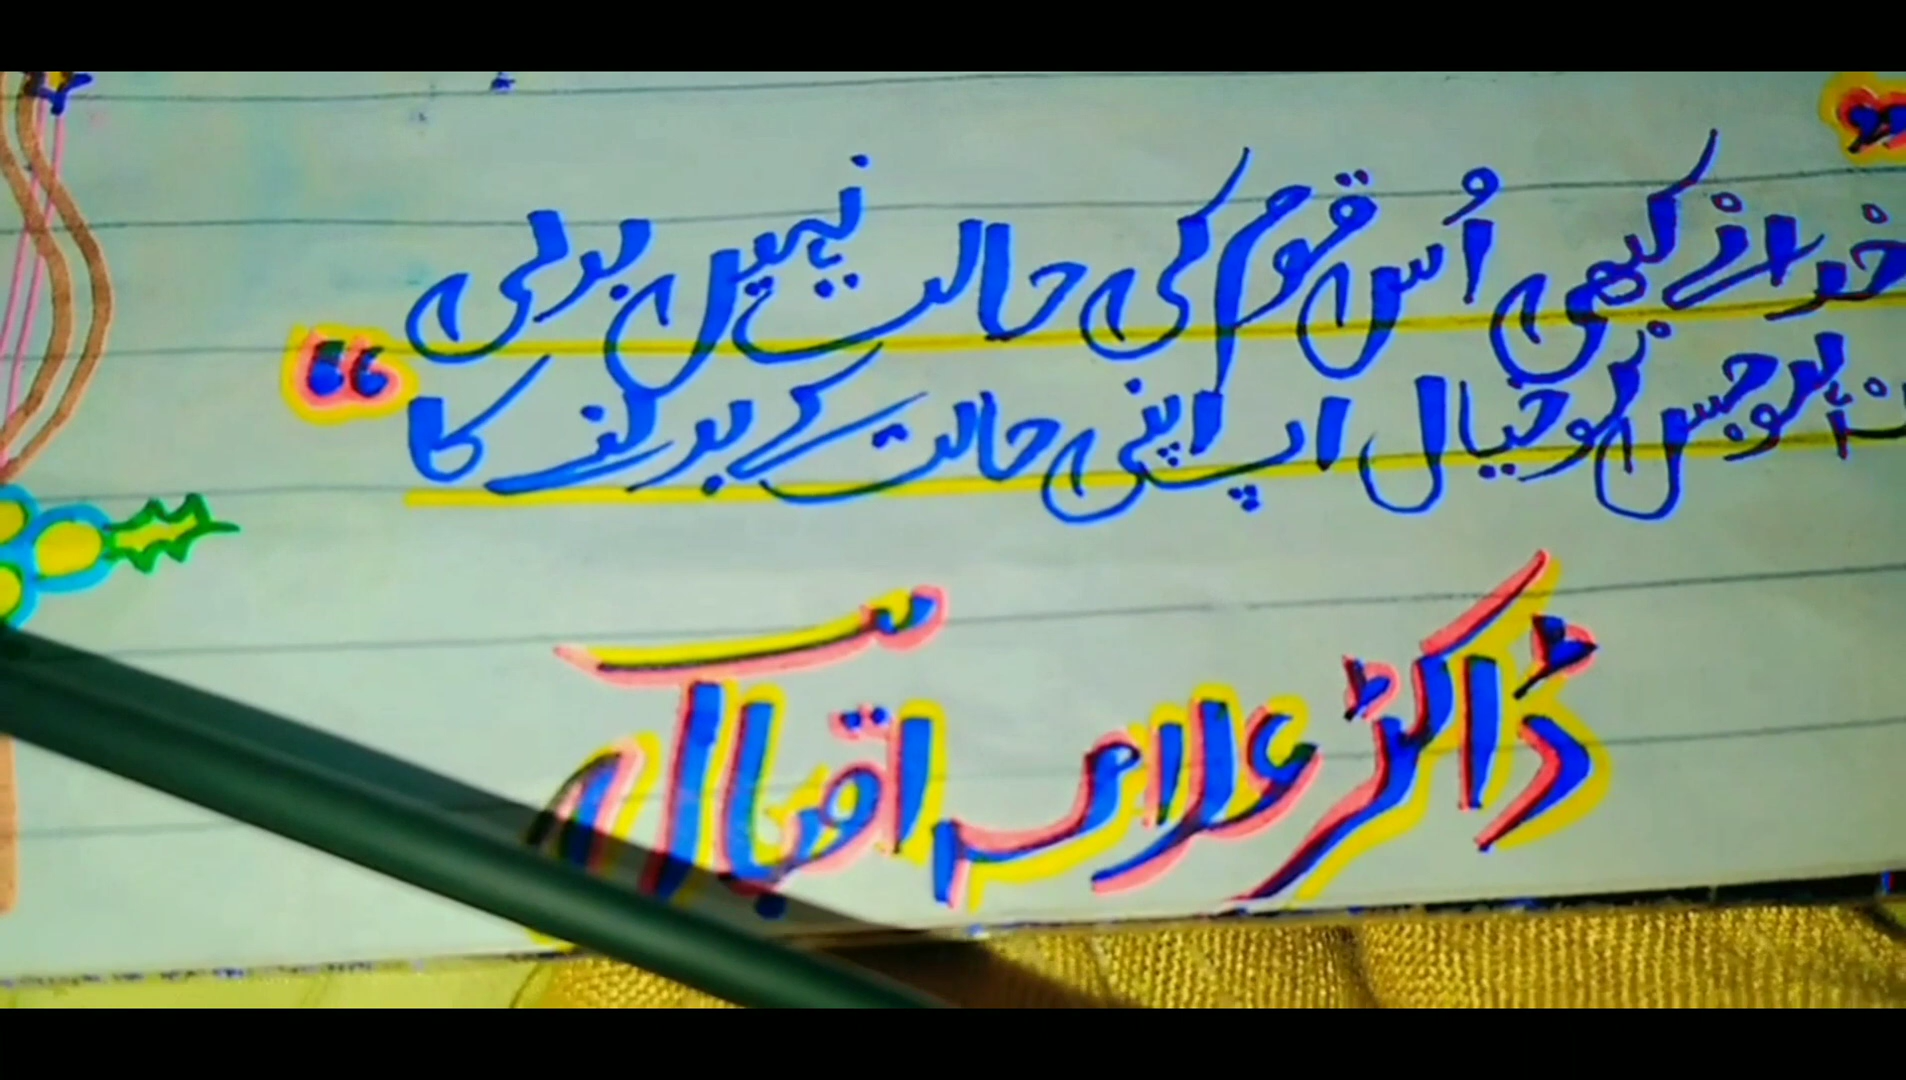 ”
خدا نے کبھی اُس قوم کی حالت نہیں بدلی
نہ ہو جس کو خیال اپ اپنی حالت کے بدلنے کا “
ڈاکٹر علامہ اقبالؔ